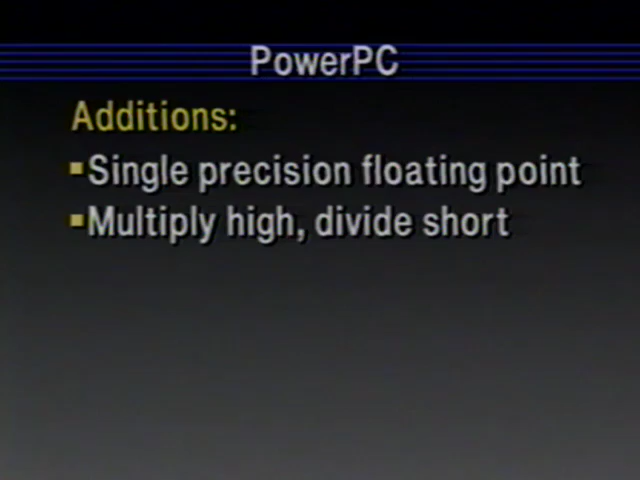 PowerPC
Additions:
▪Single precision floating point
▪Multiply high, divide short